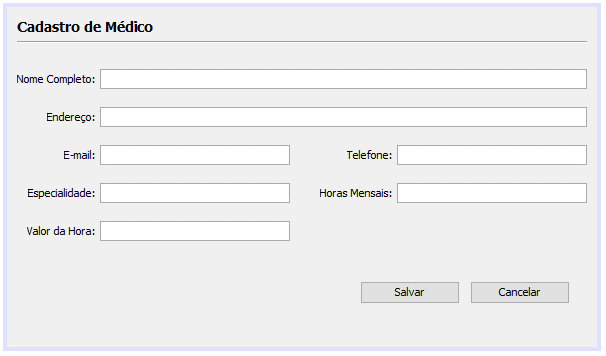 Cadastro de Médico
Nome Completo:
Endereço:
E-mail: Telefone:
Especialidade: Horas Mensais:
Valor da Hora:
Salvar Cancelar